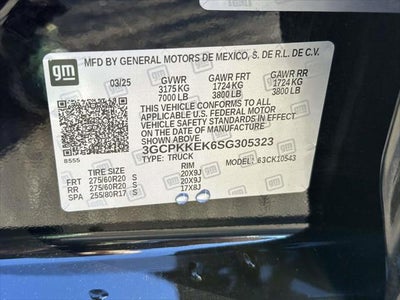 gm
MFD BY GENERAL MOTORS DE MEXICO, S. DE R.L. DE C.V.
03/25 GVWR GAWR FRT GAWR RR
3175 KG 1724 KG 1724 KG
7000 LB 3800 LB 3800 LB
THIS VEHICLE CONFORMS TO ALL
APPLICABLE U.S. FEDERAL MOTOR
VEHICLE SAFETY AND THEFT PREVENTION
STANDARDS IN EFFECT ON THE DATE OF
MANUFACTURE SHOWN ABOVE.
8555
3GCPKKEK6SG305323
TYPE: TRUCK MODEL: 63CK10543
TIRE SIZE RIM
FRT 275/60R20 S 20X9J
RR 275/60R20 S 20X9J
SPA 255/80R17 S 17X8J